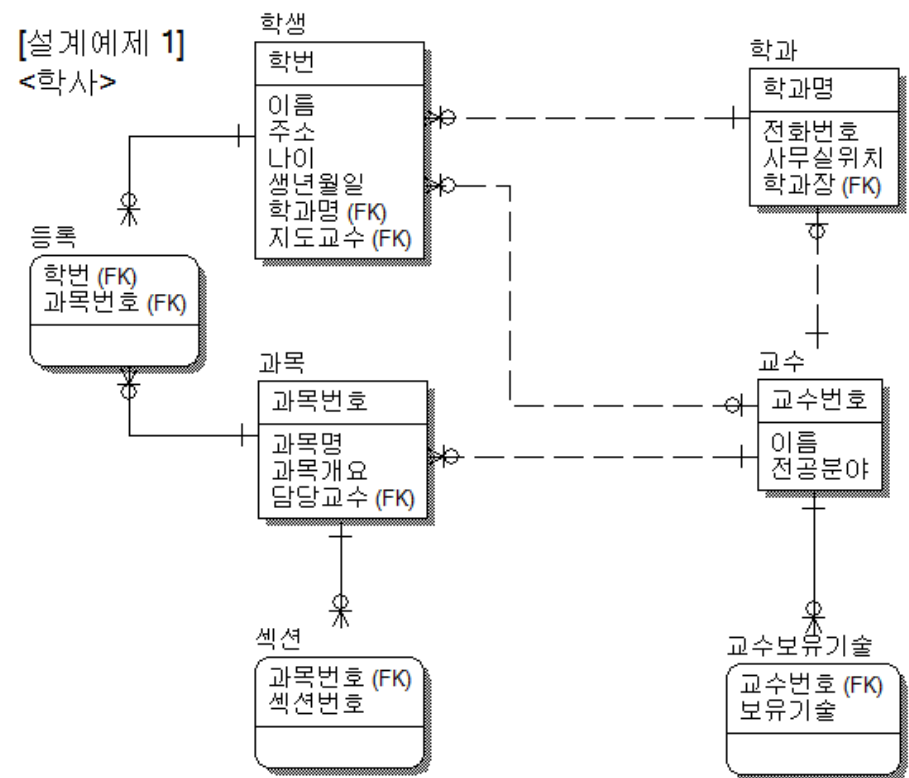 [설계예제 1]
<학사>
학생
학번
이름
주소
나이
생년월일
학과명 (FK)
지도교수 (FK)
학과
학과명
전화번호
사무실위치
학과장 (FK)
등록
학번 (FK)
과목번호 (FK)
과목
과목번호
과목명
과목개요
담당교수 (FK)
교수
교수번호
이름
전공분야
섹션
과목번호 (FK)
섹션번호
교수보유기술
교수번호 (FK)
보유기술